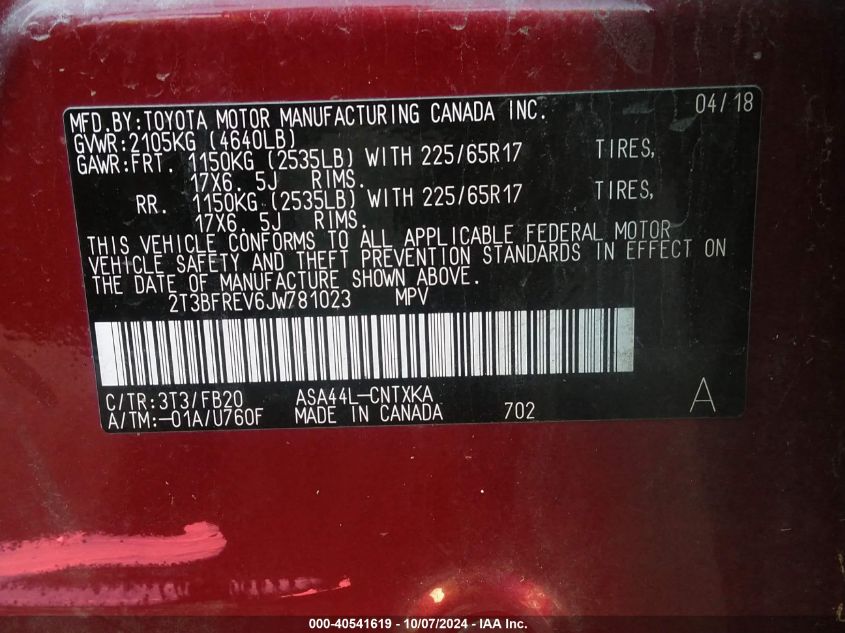 MFD.BY:TOYOTA MOTOR MANUFACTURING CANADA INC. 04/18
GVWR:2105KG (4640LB)
GAWR:FRT. 1150KG (2535LB) WITH 225/65R17 TIRES,
17X6. 5J RIMS.
RR. 1150KG (2535LB) WITH 225/65R17 TIRES,
17X6. 5J RIMS.
THIS VEHICLE CONFORMS TO ALL APPLICABLE FEDERAL MOTOR
VEHICLE SAFETY AND THEFT PREVENTION STANDARDS IN EFFECT ON
THE DATE OF MANUFACTURE SHOWN ABOVE.
2T3BFREV6JW781023 MPV
C/TR:3T3/FB20 ASA44L-CNTXKA
A/TM:-01A/U760F MADE IN CANADA 702 A
000-40541619 - 10/07/2024 - IAA Inc.